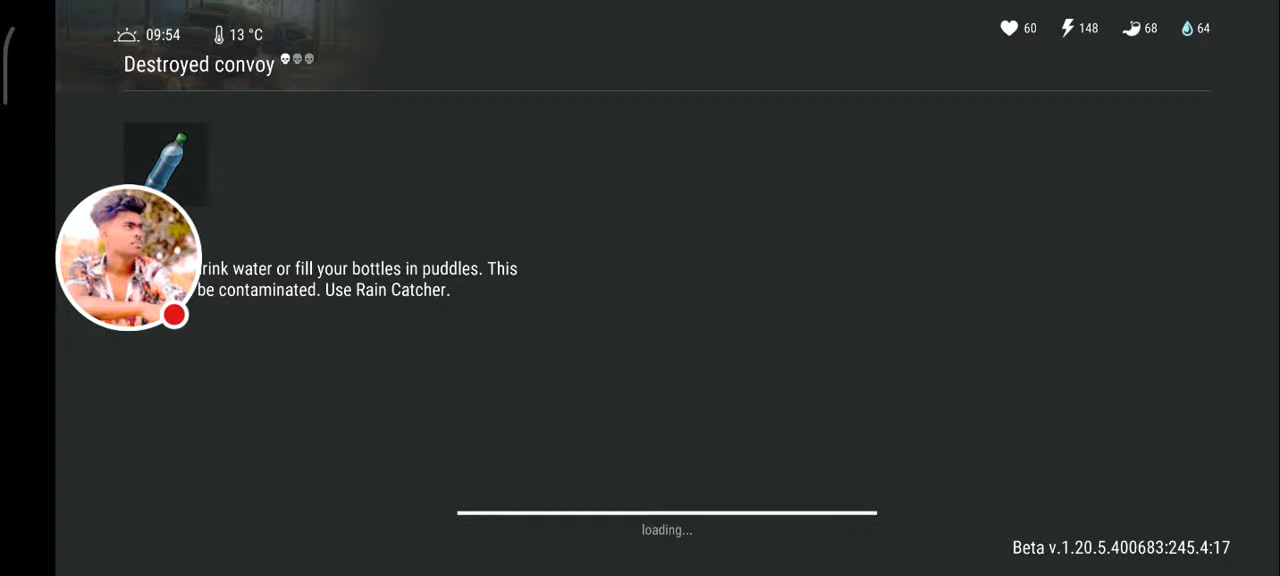 09:54 13 °C 60 148 68 64
Destroyed convoy
water or fill your bottles in puddles. This
be contaminated. Use Rain Catcher.
loading...
Beta v.1.20.5.400683:245.4:17